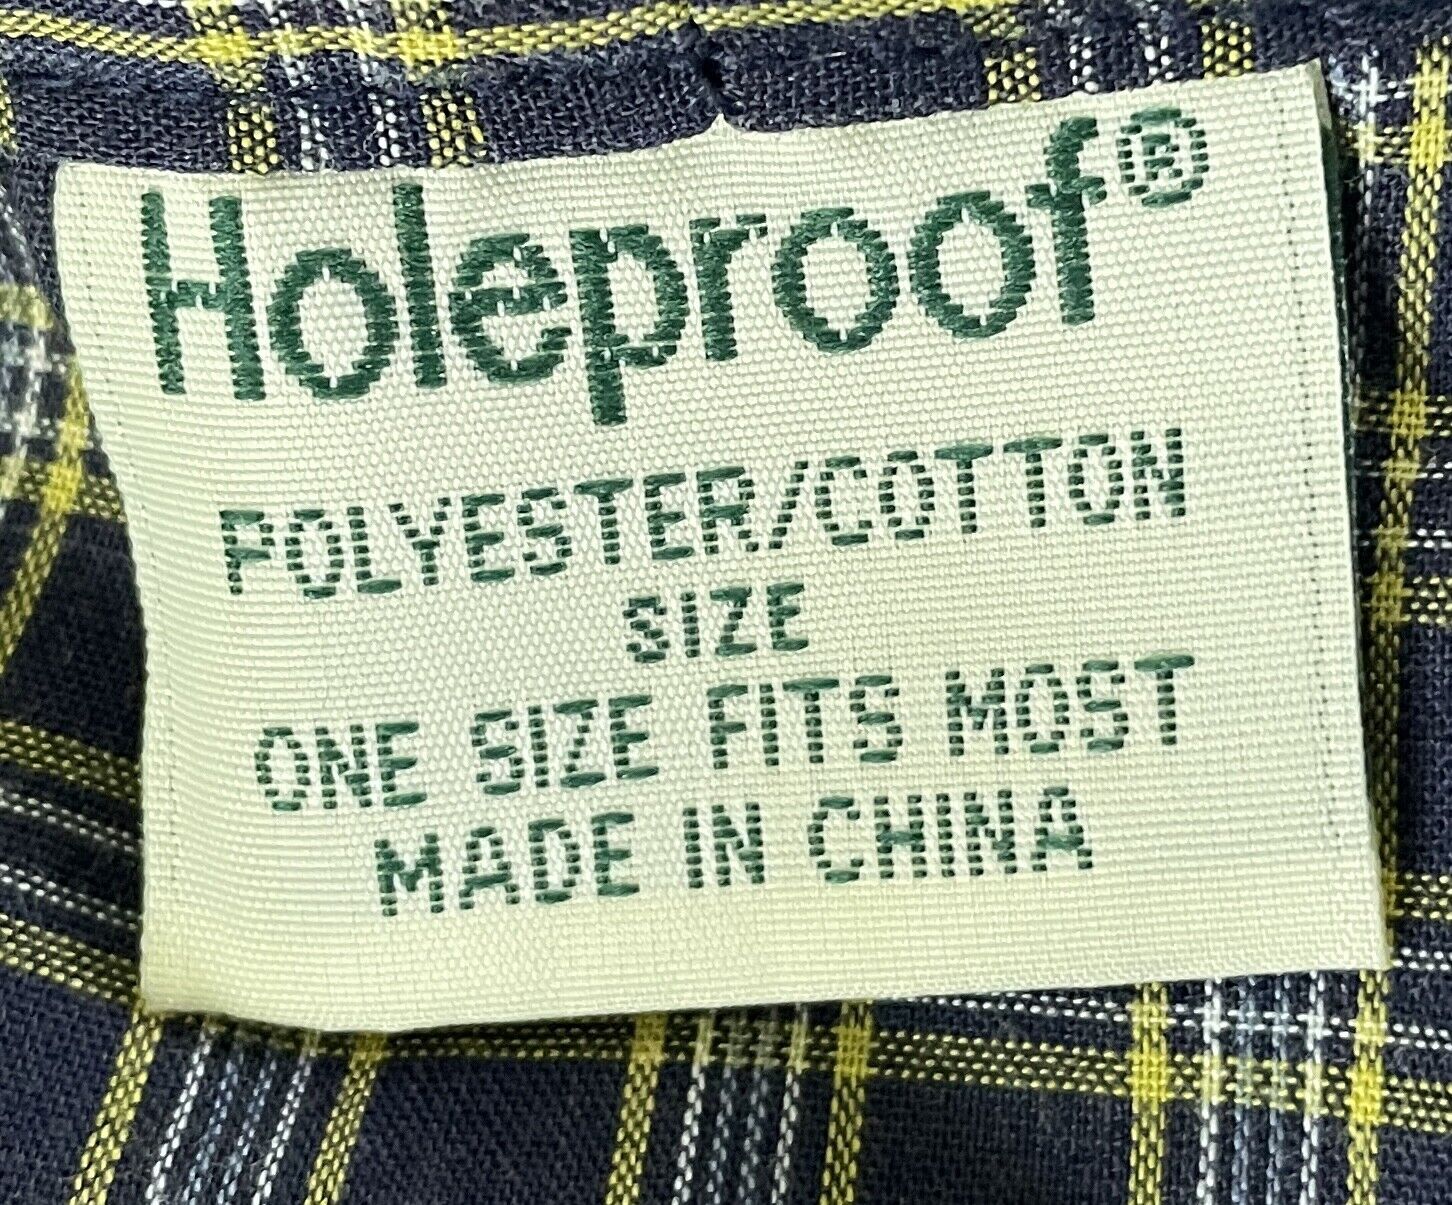 Holeproof®
POLYESTER/COTTON
SIZE
ONE SIZE FITS MOST
MADE IN CHINA